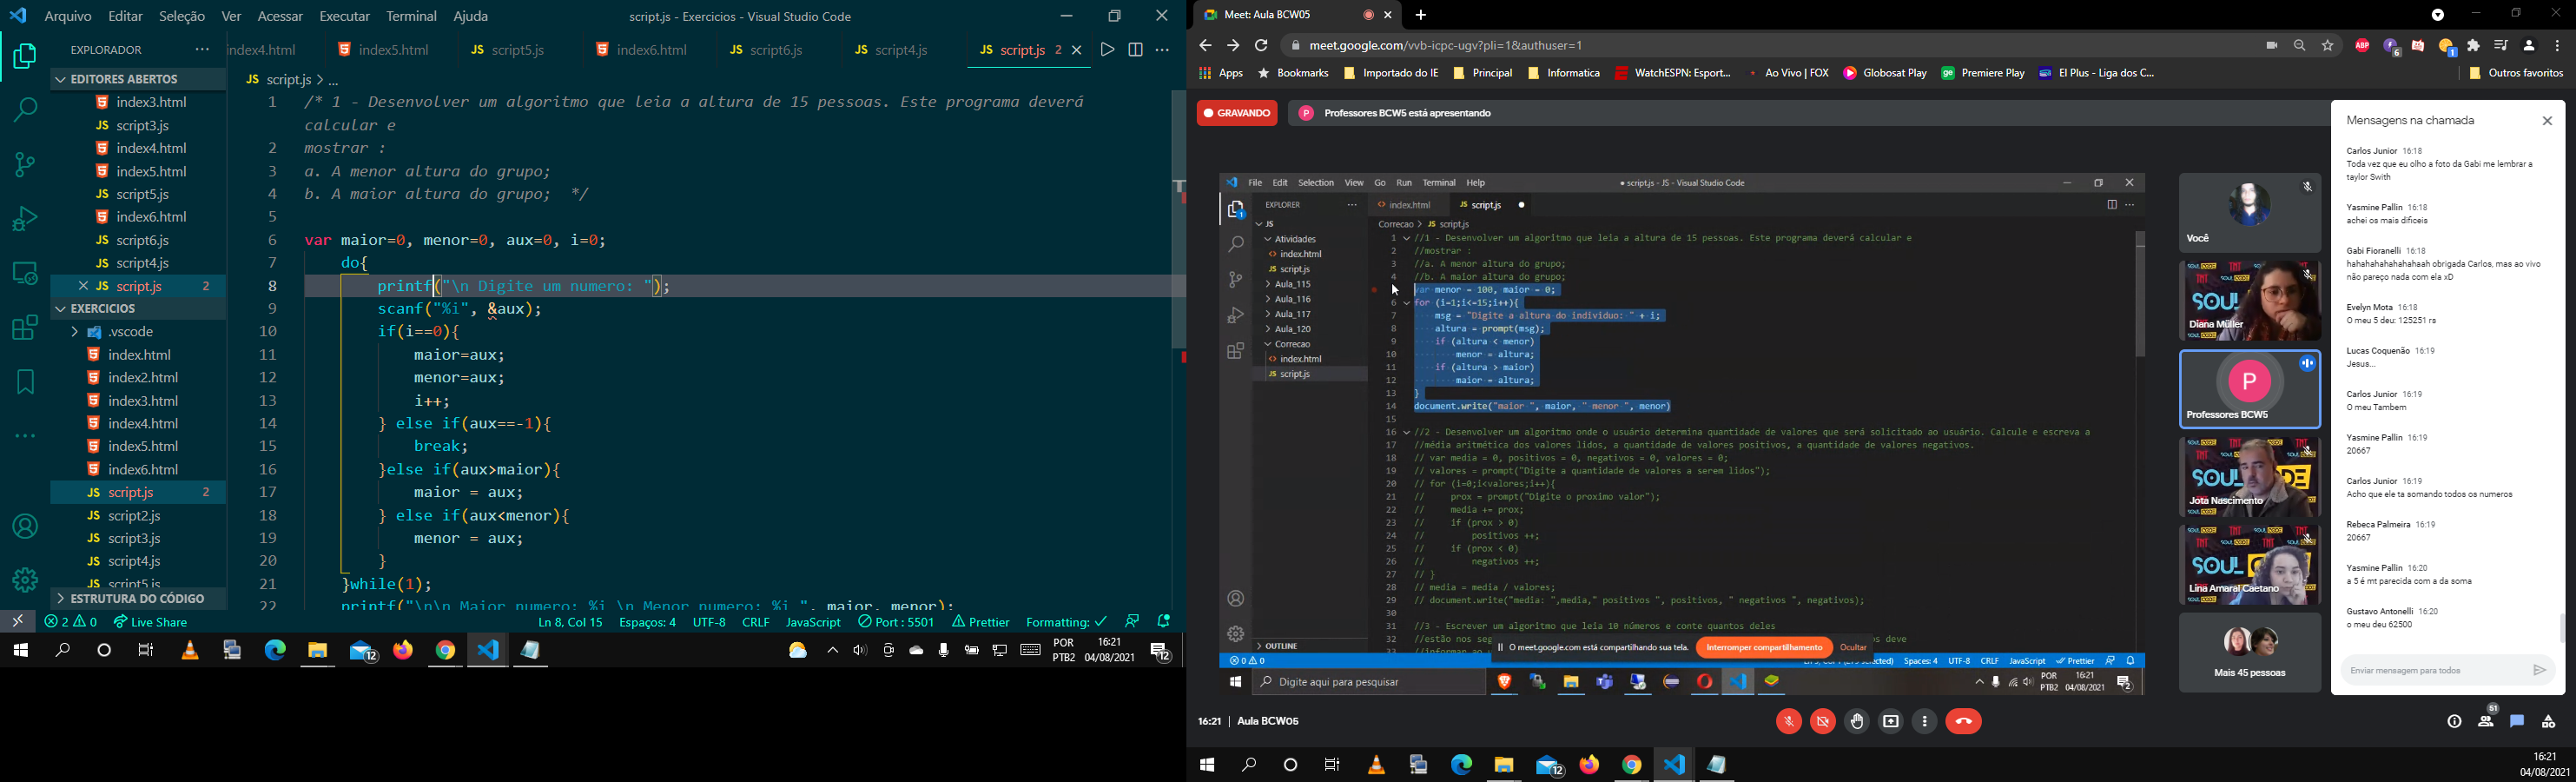 Arquivo Editar Seleção Ver Acessar Executar Terminal Ajuda
script.js - Exercicios - Visual Studio Code
EXPLORADOR
index4.html
index5.html
script5.js
index6.html
script6.js
script4.js
script.js 2
EDITORES ABERTOS
index3.html
script3.js
index4.html
index5.html
script5.js
index6.html
script6.js
script4.js
script.js 2
EXERCICIOS
.vscode
index.html
index2.html
index3.html
index4.html
index5.html
index6.html
script.js 2
script2.js
script3.js
script4.js
script5.js
ESTRUTURA DO CÓDIGO
script.js > ...
1 /* 1 - Desenvolver um algoritmo que leia a altura de 15 pessoas. Este programa deverá
calcular e
2 mostrar :
3 a. A menor altura do grupo;
4 b. A maior altura do grupo; */
5
6 var maior=0, menor=0, aux=0, i=0;
7 do{
8 printf("\n Digite um numero: ");
9 scanf("%i", &aux);
10 if(i==0){
11 maior=aux;
12 menor=aux;
13 i++;
14 } else if(aux==-1){
15 break;
16 }else if(aux>maior){
17 maior = aux;
18 } else if(aux<menor){
19 menor = aux;
20 }
21 }while(1);
22 printf("\n\n Maior numero: %i \n Menor numero: %i ", maior, menor);
2 0 Live Share
Ln 8, Col 15 Espaços: 4 UTF-8 CRLF JavaScript Port : 5501 Prettier Formatting: ✓
12
POR
PTB2
16:21
04/08/2021
12
Meet: Aula BCW05
meet.google.com/vvb-icpc-ugv?pli=1&authuser=1
ABP 6 1
Apps Bookmarks Importado do IE Principal Informatica WatchESPN: Esport... Ao Vivo | FOX Globosat Play Premiere Play EI Plus - Liga dos C... Outros favoritos
GRAVANDO
P Professores BCW5 está apresentando
File Edit Selection View Go Run Terminal Help
● script.js - JS - Visual Studio Code
EXPLORER
index.html
script.js
JS
Atividades
index.html
script.js
Aula_115
Aula_116
Aula_117
Aula_120
Correcao
index.html
script.js
OUTLINE
Correcao > JS script.js
1 //1 - Desenvolver um algoritmo que leia a altura de 15 pessoas. Este programa deverá calcular e
2 //mostrar :
3 //a. A menor altura do grupo;
4 //b. A maior altura do grupo;
var menor = 100, maior = 0;
6 for (i=1;i<=15;i++){
7 msg = "Digite a altura do individuo: " + i;
8 altura = prompt(msg);
9 if (altura < menor)
10 menor = altura;
11 if (altura > maior)
12 maior = altura;
13 }
14 document.write("maior ", maior, " menor ", menor)
15
16 //2 - Desenvolver um algoritmo onde o usuário determina quantidade de valores que será solicitado ao usuário. Calcule e escreva a
17 //média aritmética dos valores lidos, a quantidade de valores positivos, a quantidade de valores negativos.
18 // var media = 0, positivos = 0, negativos = 0, valores = 0;
19 // valores = prompt("Digite a quantidade de valores a serem lidos");
20 // for (i=0;i<valores;i++){
21 // prox = prompt("Digite o proximo valor");
22 // media += prox;
23 // if (prox > 0)
24 // positivos ++;
25 // if (prox < 0)
26 // negativos ++;
27 // }
28 // media = media / valores;
29 // document.write("media: ",media," positivos ", positivos, " negativos ", negativos);
30
31 //3 - Escrever um algoritmo que leia 10 números e conte quantos deles
32 //estão nos seg
deve
33
O meet.google.com está compartilhando sua tela. Interromper compartilhamento Ocultar
0 0
Spaces: 4 UTF-8 CRLF JavaScript Prettier
Digite aqui para pesquisar
POR
PTB2
16:21
04/08/2021
2
Você
Diana Müller
P
Professores BCW5
Jota Nascimento
Lina Amaral Caetano
Mais 45 pessoas
Mensagens na chamada
Carlos Junior 16:18
Toda vez que eu olho a foto da Gabi me lembrar a
taylor Swith
Yasmine Pallin 16:18
achei os mais dificeis
Gabi Fioranelli 16:18
hahahahahahahahaah obrigada Carlos, mas ao vivo
não pareço nada com ela xD
Evelyn Mota 16:18
O meu 5 deu: 125251 rs
Lucas Coquenão 16:19
Jesus...
Carlos Junior 16:19
O meu Tambem
Yasmine Pallin 16:19
20667
Carlos Junior 16:19
Acho que ele ta somando todos os numeros
Rebeca Palmeira 16:19
20667
Yasmine Pallin 16:20
a 5 é mt parecida com a da soma
Gustavo Antonelli 16:20
o meu deu 62500
Enviar mensagem para todos
16:21 | Aula BCW05
51
12
16:21
04/08/2021